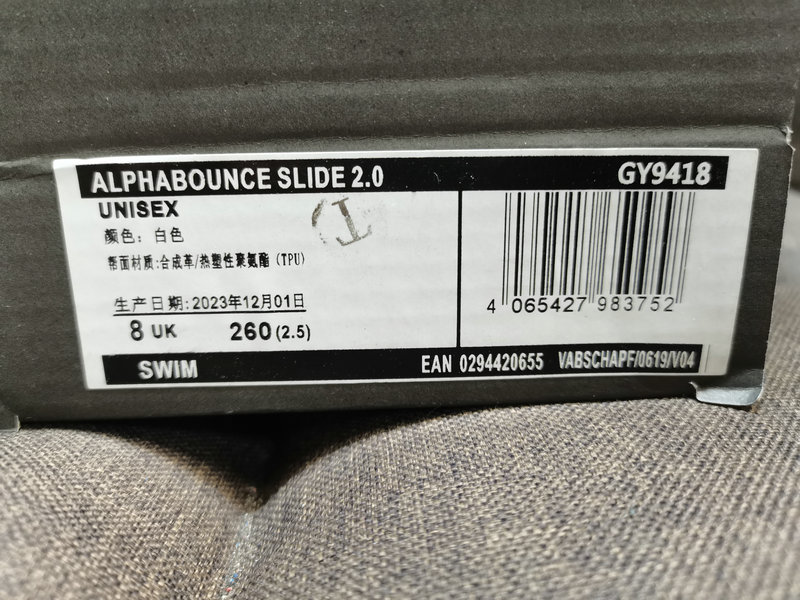 ALPHABOUNCE SLIDE 2.0 GY9418
UNISEX
颜色：白色
帮面材质:合成革/热塑性聚氨酯（TPU）
生产日期:2023年12月01日
8 UK 260(2.5)
4 065427 983752
SWIM EAN 0294420655 VABSCHAPF/0619/V04